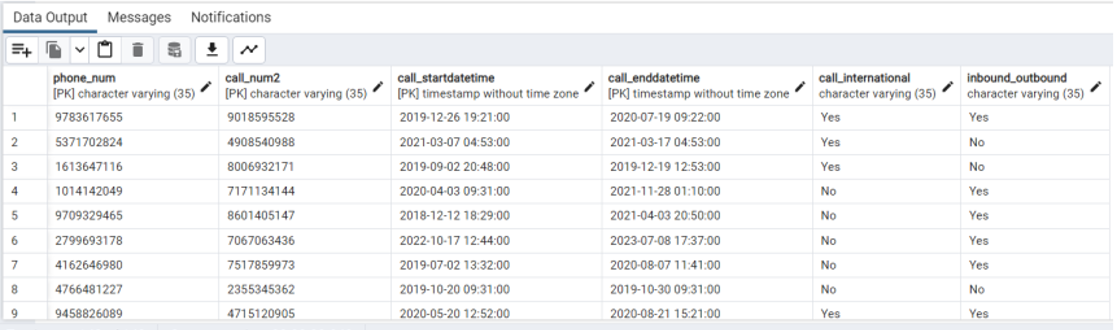 Data Output Messages Notifications
phone_num call_num2 call_startdatetime call_enddatetime call_international inbound_outbound
[PK] character varying (35) [PK] character varying (35) [PK] timestamp without time zone [PK] timestamp without time zone character varying (35) character varying (35)
1 9783617655 9018595528 2019-12-26 19:21:00 2020-07-19 09:22:00 Yes Yes
2 5371702824 4908540988 2021-03-07 04:53:00 2021-03-17 04:53:00 Yes No
3 1613647116 8006932171 2019-09-02 20:48:00 2019-12-19 12:53:00 Yes No
4 1014142049 7171134144 2020-04-03 09:31:00 2021-11-28 01:10:00 No Yes
5 9709329465 8601405147 2018-12-12 18:29:00 2021-04-03 20:50:00 No Yes
6 2799693178 7067063436 2022-10-17 12:44:00 2023-07-08 17:37:00 No Yes
7 4162646980 7517859973 2019-07-02 13:32:00 2020-08-07 11:41:00 No Yes
8 4766481227 2355345362 2019-10-20 09:31:00 2019-10-30 09:31:00 No No
9 9458826089 4715120905 2020-05-20 12:52:00 2020-08-21 15:21:00 Yes Yes